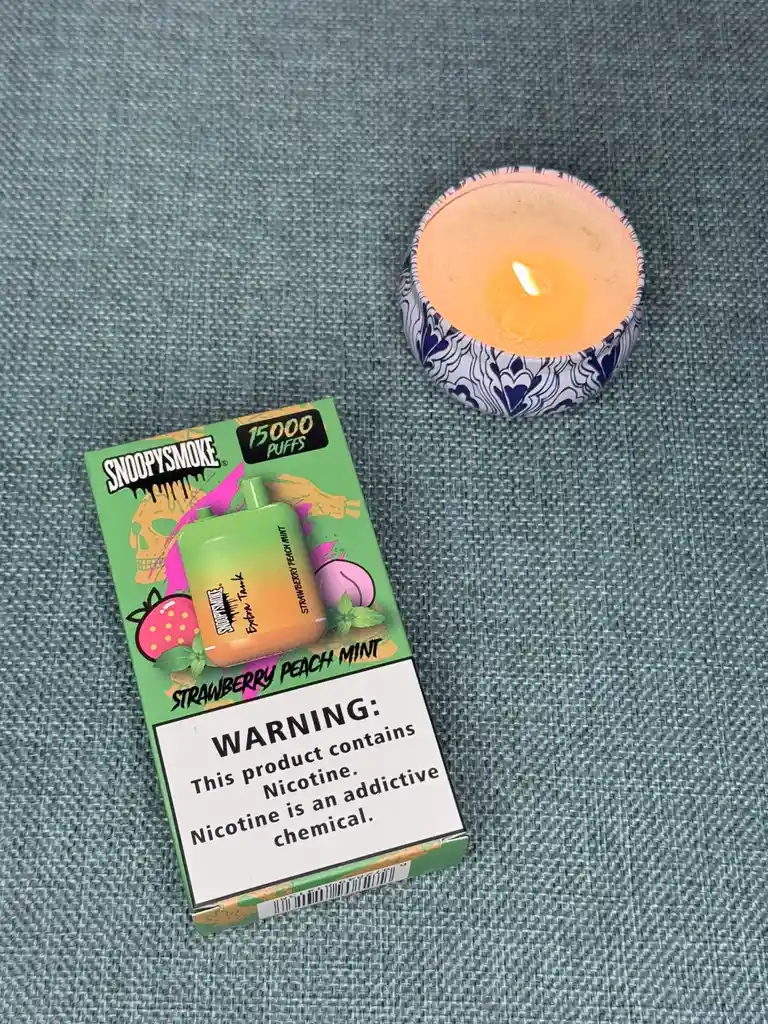 SNOOPYSMOKE®
15000
PUFFS
SNOOPYSMOKE
Extra Tank
STRAWBERRY PEACH MINT
STRAWBERRY PEACH MINT
WARNING:
This product contains
Nicotine.
Nicotine is an addictive
chemical.